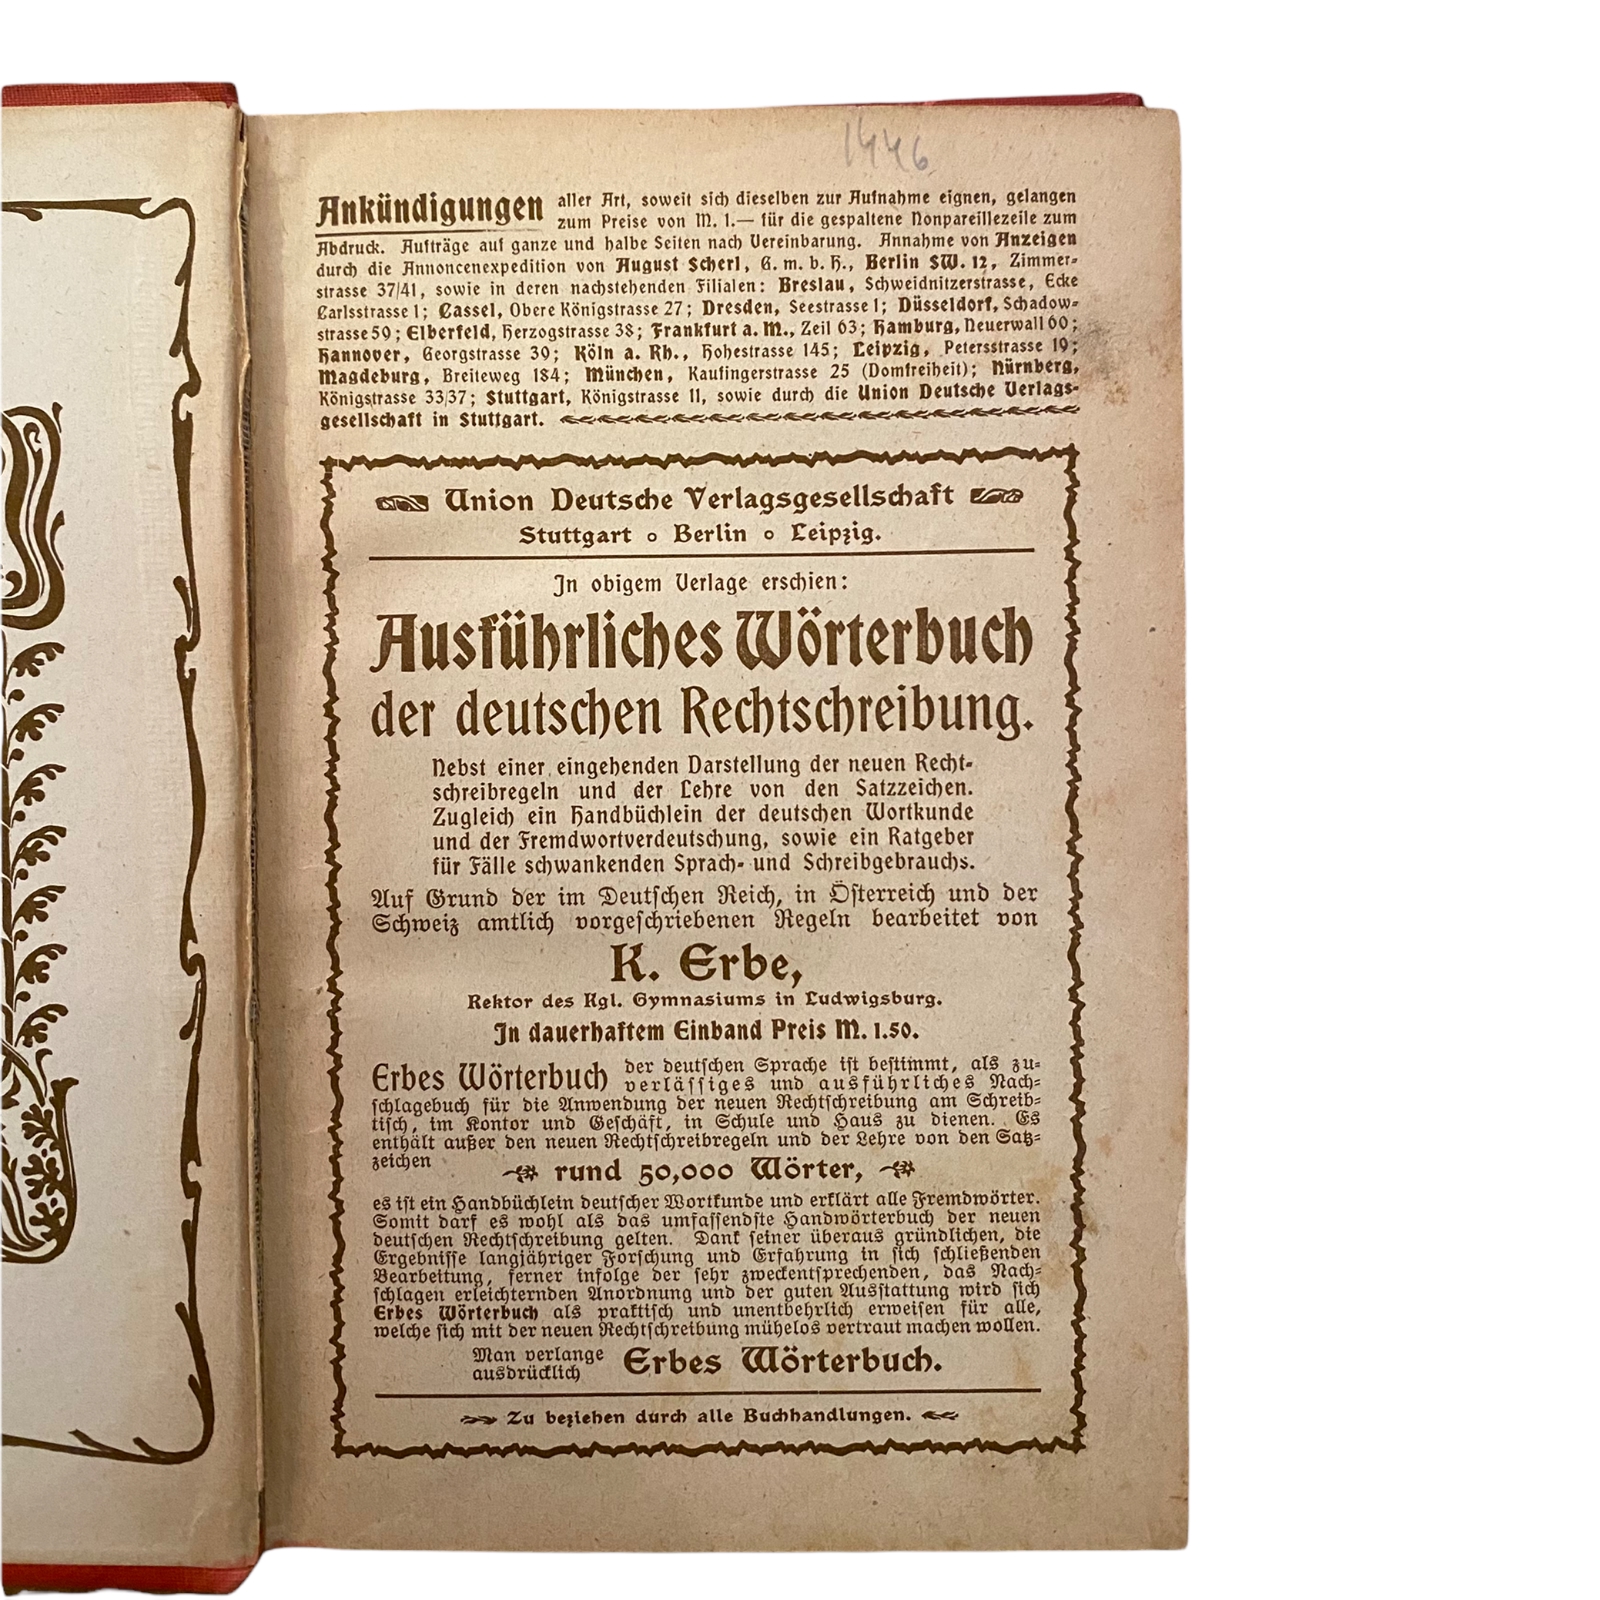 1446
Ankündigungen aller Art, soweit sich dieselben zur Aufnahme eignen, gelangen
zum Preise von M. 1.— für die gespaltene Nonpareillezeile zum
Abdruck. Aufträge auf ganze und halbe Seiten nach Vereinbarung. Annahme von Anzeigen
durch die Annoncenexpedition von August Scherl, G. m. b. H., Berlin SW. 12, Zimmer-
strasse 37/41, sowie in deren nachstehenden Filialen: Breslau, Schweidnitzerstrasse, Ecke
Carlsstrasse 1; Cassel, Obere Königstrasse 27; Dresden, Seestrasse 1; Düsseldorf, Schadow-
strasse 59; Elberfeld, Herzogstrasse 38; Frankfurt a. M., Zeil 63; Hamburg, Neuerwall 60;
Hannover, Georgstrasse 39; Köln a. Rh., Hohestrasse 145; Leipzig, Petersstrasse 19;
Magdeburg, Breiteweg 184; München, Kaufingerstrasse 25 (Domfreiheit); Nürnberg,
Königstrasse 33/37; Stuttgart, Königstrasse 11, sowie durch die Union Deutsche Verlags-
gesellschaft in Stuttgart.
Union Deutsche Verlagsgesellschaft
Stuttgart o Berlin o Leipzig.
In obigem Verlage erschien:
Ausführliches Wörterbuch
der deutschen Rechtschreibung.
Nebst einer eingehenden Darstellung der neuen Recht-
schreibregeln und der Lehre von den Satzzeichen.
Zugleich ein Handbüchlein der deutschen Wortkunde
und der Fremdwortverdeutschung, sowie ein Ratgeber
für Fälle schwankenden Sprach- und Schreibgebrauchs.
Auf Grund der im Deutschen Reich, in Österreich und der
Schweiz amtlich vorgeschriebenen Regeln bearbeitet von
K. Erbe,
Rektor des Kgl. Gymnasiums in Ludwigsburg.
In dauerhaftem Einband Preis M. 1.50.
Erbes Wörterbuch der deutschen Sprache ist bestimmt, als zu-
verlässiges und ausführliches Nach-
schlagebuch für die Anwendung der neuen Rechtschreibung am Schreib-
tisch, im Kontor und Geschäft, in Schule und Haus zu dienen. Es
enthält außer den neuen Rechtschreibregeln und der Lehre von den Satz-
zeichen
rund 50,000 Wörter,
es ist ein Handbüchlein deutscher Wortkunde und erklärt alle Fremdwörter.
Somit darf es wohl als das umfassendste Handwörterbuch der neuen
deutschen Rechtschreibung gelten. Dank seiner überaus gründlichen, die
Ergebnisse langjähriger Forschung und Erfahrung in sich schließenden
Bearbeitung, ferner infolge der sehr zweckentsprechenden, das Nach-
schlagen erleichternden Anordnung und der guten Ausstattung wird sich
Erbes Wörterbuch als praktisch und unentbehrlich erweisen für alle,
welche sich mit der neuen Rechtschreibung mühelos vertraut machen wollen.
Man verlange
ausdrücklich Erbes Wörterbuch.
Zu beziehen durch alle Buchhandlungen.